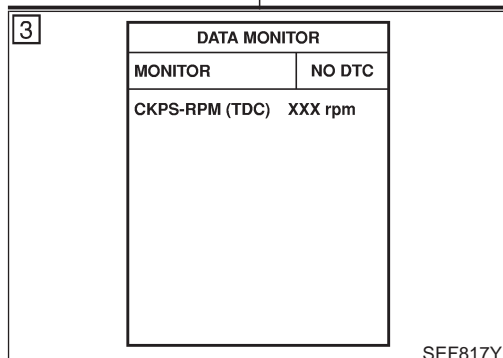 3
DATA MONITOR
MONITOR NO DTC
CKPS-RPM (TDC) XXX rpm
SEF817Y